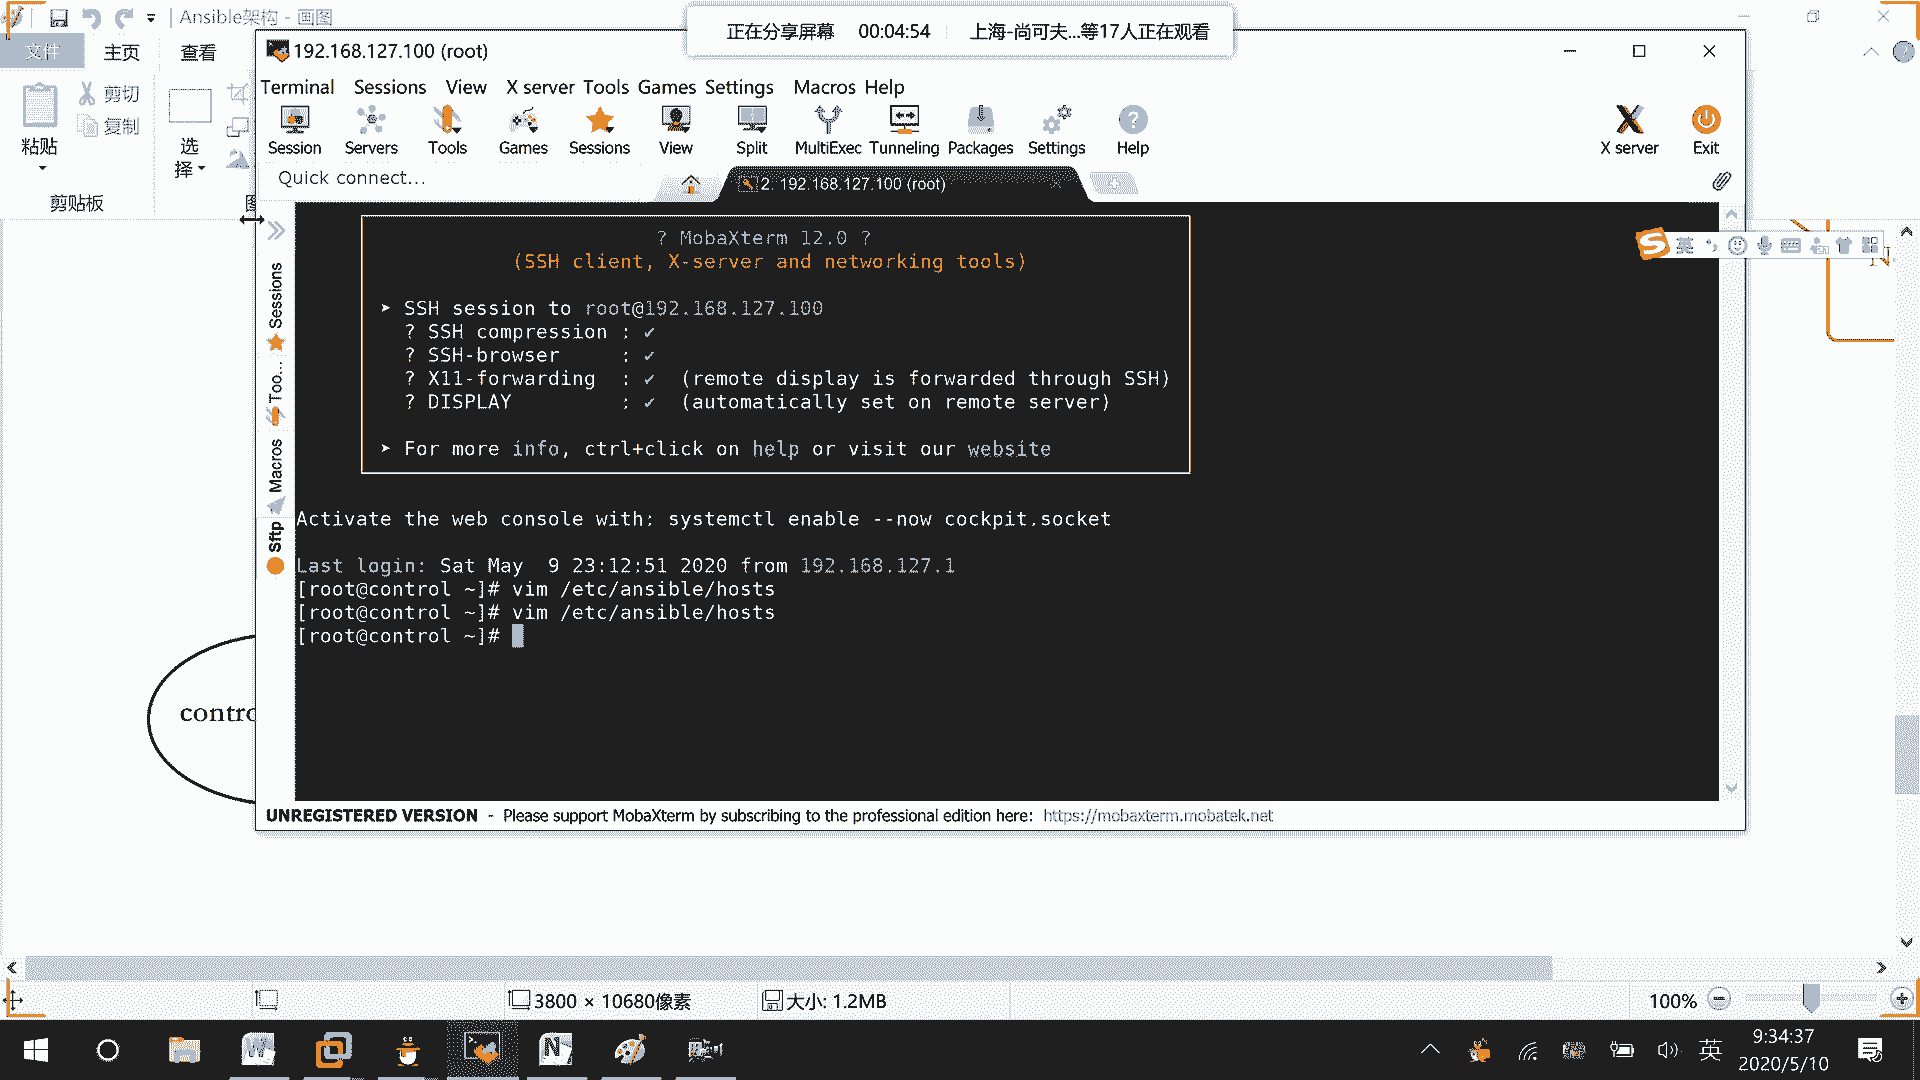 Ansible架构 - 画图
正在分享屏幕 00:04:54 上海-尚可夫...等17人正在观看
文件 主页 查看
粘贴
剪切
复制
剪贴板
选择
192.168.127.100 (root)
Terminal Sessions View X server Tools Games Settings Macros Help
Session Servers Tools Games Sessions View Split MultiExec Tunneling Packages Settings Help X server Exit
Quick connect...
2. 192.168.127.100 (root)
Sessions
Too...
Macros
Sftp
? MobaXterm 12.0 ?
(SSH client, X-server and networking tools)
➤ SSH session to root@192.168.127.100
? SSH compression : ✔
? SSH-browser : ✔
? X11-forwarding : ✔ (remote display is forwarded through SSH)
? DISPLAY : ✔ (automatically set on remote server)
➤ For more info, ctrl+click on help or visit our website
Activate the web console with: systemctl enable --now cockpit.socket
Last login: Sat May  9 23:12:51 2020 from 192.168.127.1
[root@control ~]# vim /etc/ansible/hosts
[root@control ~]# vim /etc/ansible/hosts
[root@control ~]#
UNREGISTERED VERSION - Please support MobaXterm by subscribing to the professional edition here: https://mobaxterm.mobatek.net
英
contro
3800 × 10680像素
大小: 1.2MB
100%
英
9:34:37
2020/5/10